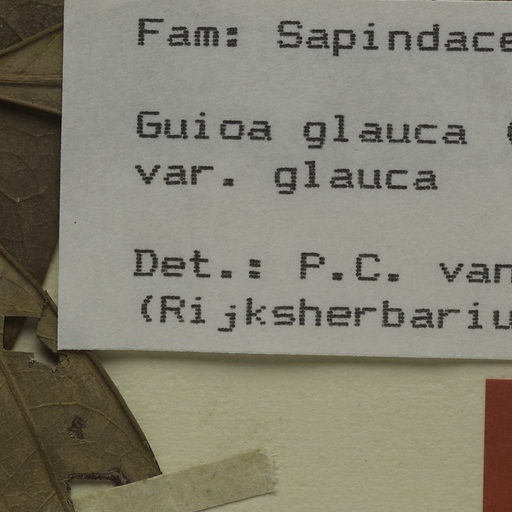 Fam: Sapindace
Guioa glauca (
var. glauca
Det.: P.C. van
(Rijksherbariu